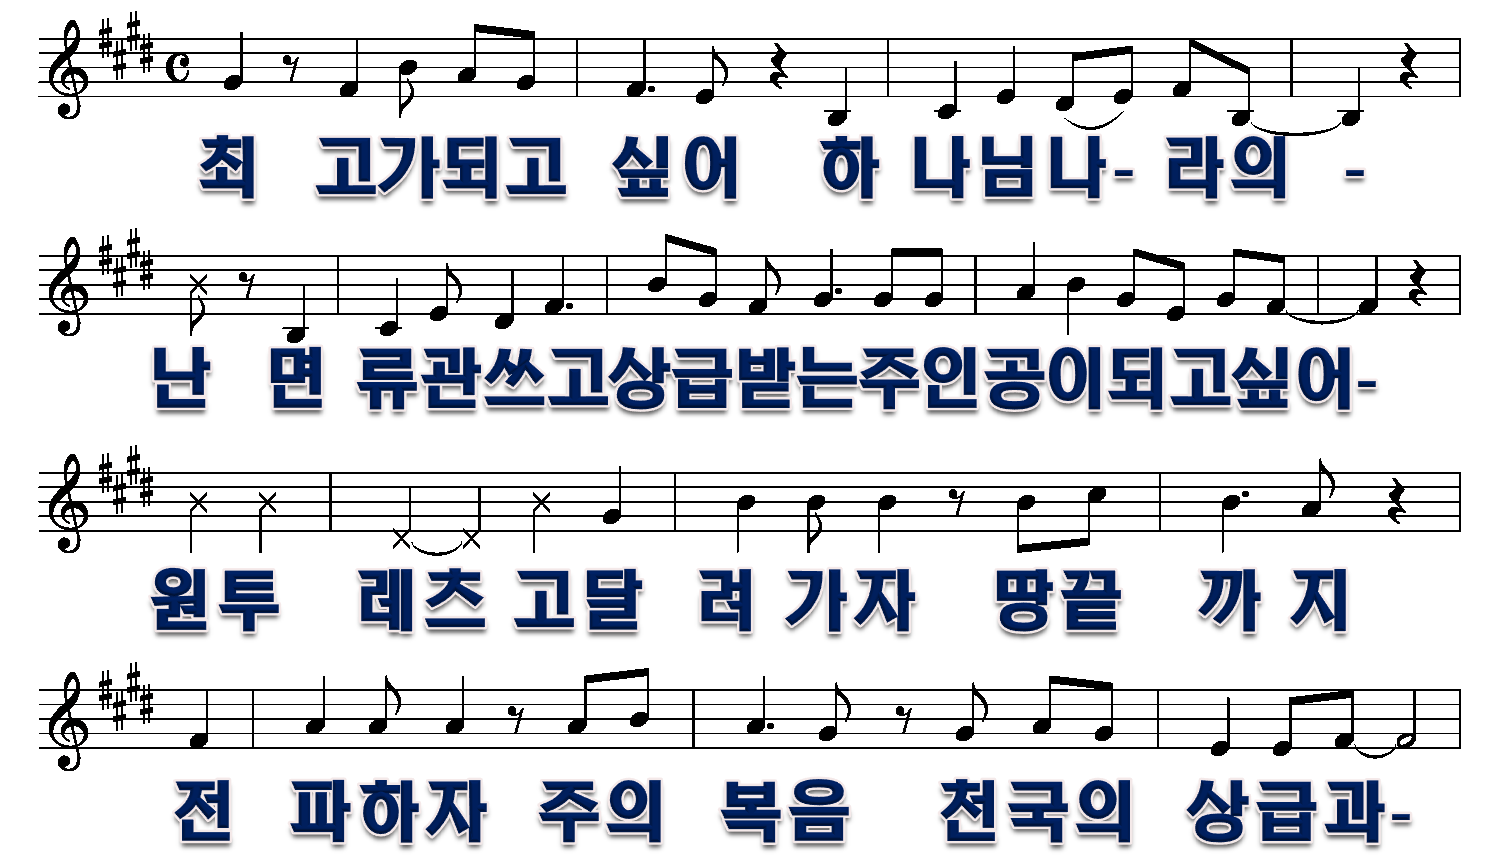 최 고가되고 싶어 하 나님나- 라의 -
난 면 류관쓰고상급받는주인공이되고싶어-
원투 레츠 고달 려 가자 땅끝 까 지
전 파하자 주의 복음 천국의 상급과-